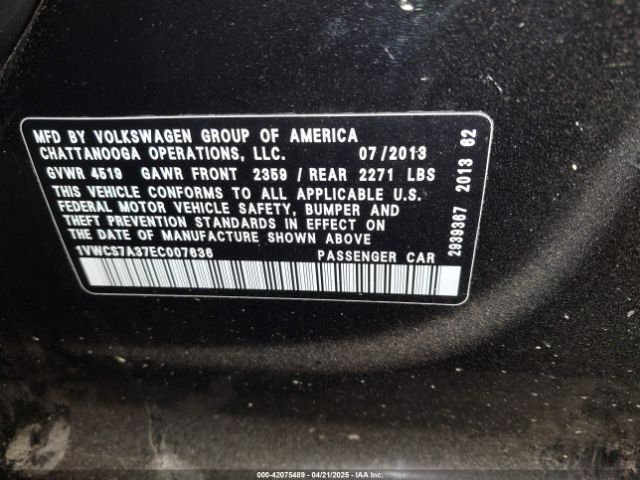 MFD BY VOLKSWAGEN GROUP OF AMERICA
CHATTANOOGA OPERATIONS, LLC. 07/2013
GVWR 4519 GAWR FRONT 2359 / REAR 2271 LBS
THIS VEHICLE CONFORMS TO ALL APPLICABLE U.S.
FEDERAL MOTOR VEHICLE SAFETY, BUMPER AND
THEFT PREVENTION STANDARDS IN EFFECT ON
THE DATE OF MANUFACTURE SHOWN ABOVE
1VWCS7A37EC007636 PASSENGER CAR
2939367 2013 62
000-42075489 - 04/21/2025 - IAA Inc.